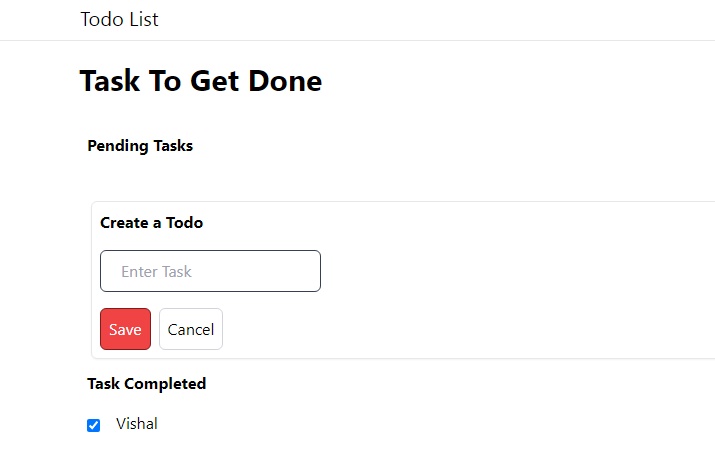 Todo List
Task To Get Done
Pending Tasks
Create a Todo
Enter Task
Save Cancel
Task Completed
Vishal